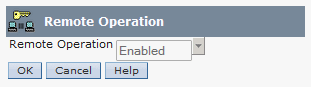 Remote Operation
Remote Operation Enabled
OK Cancel Help